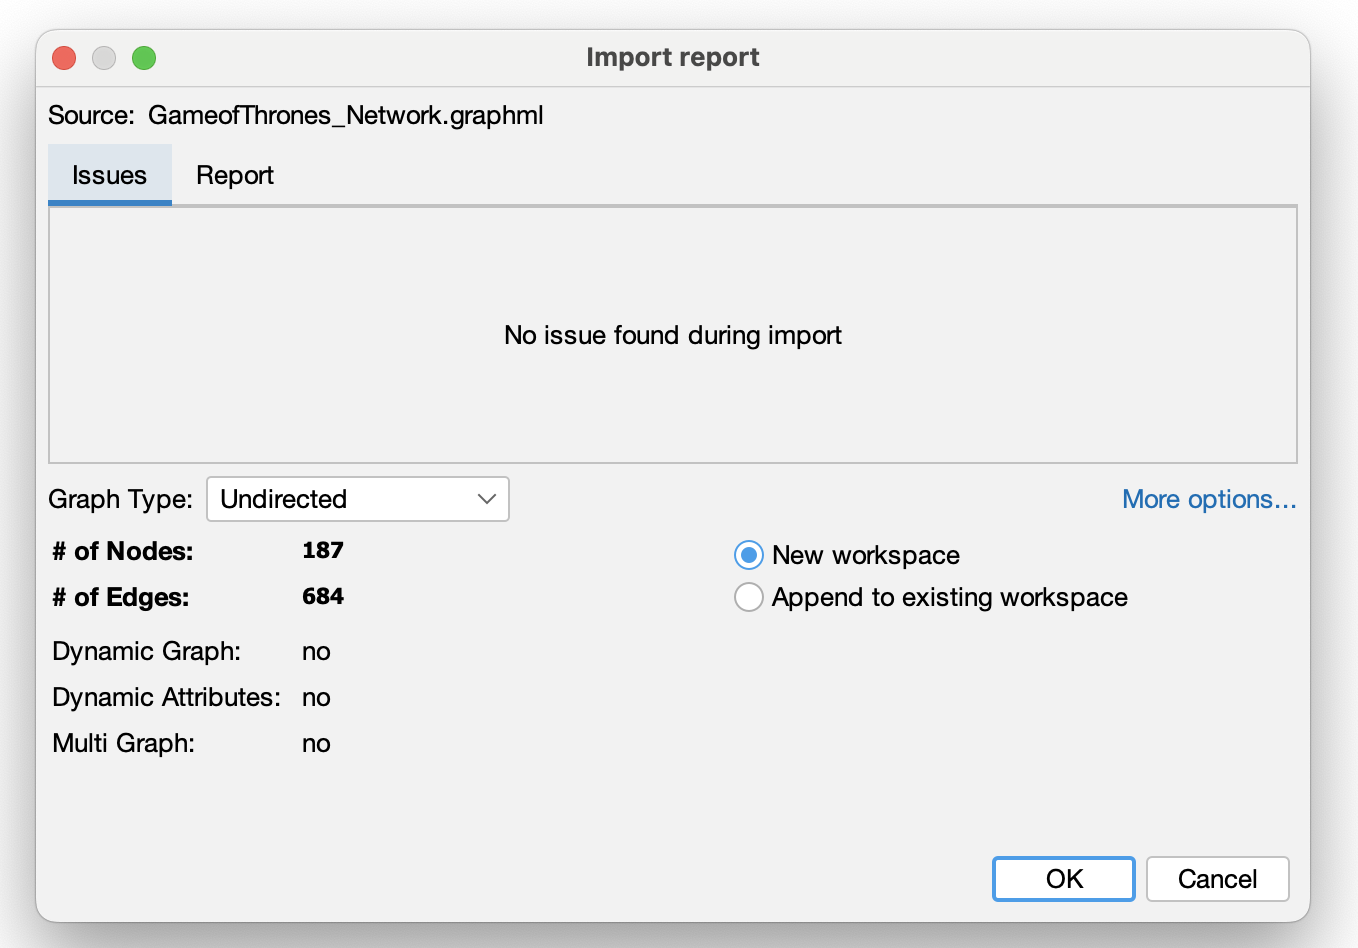 Import report
Source: GameofThrones_Network.graphml
Issues Report
No issue found during import
Graph Type: Undirected More options...
# of Nodes: 187
New workspace
# of Edges: 684
Append to existing workspace
Dynamic Graph: no
Dynamic Attributes: no
Multi Graph: no
OK Cancel